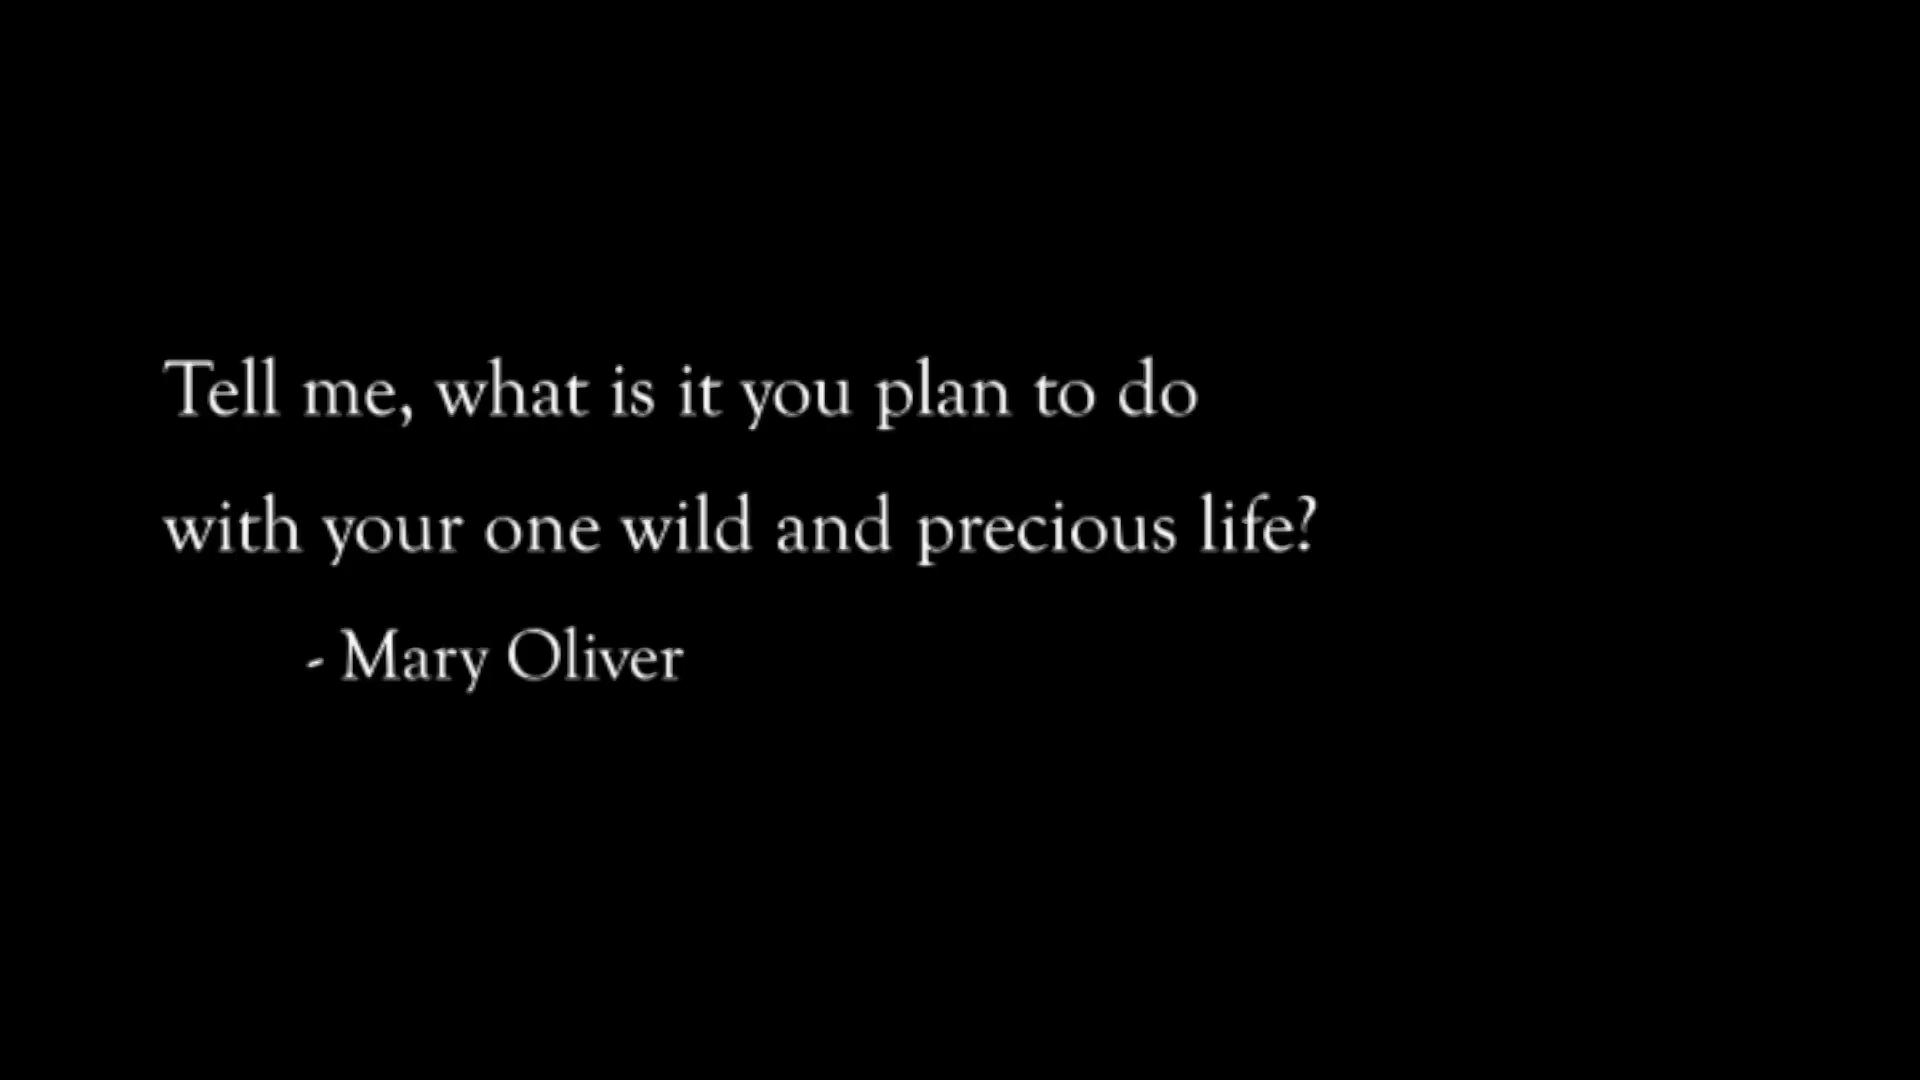 Tell me, what is it you plan to do
with your one wild and precious life?
- Mary Oliver